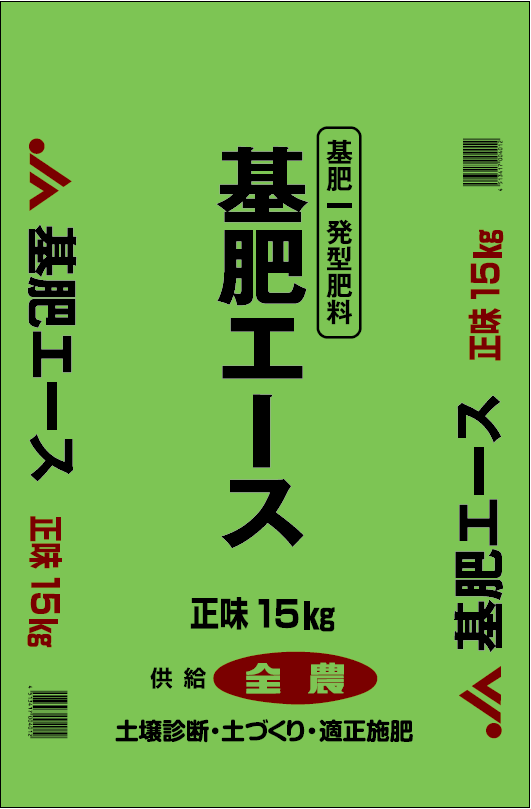 基肥一発型肥料
基肥エース
正味 15kg
供給 全農
土壌診断・土づくり・適正施肥
基肥エース
正味 15kg
正味 15kg
基肥エース